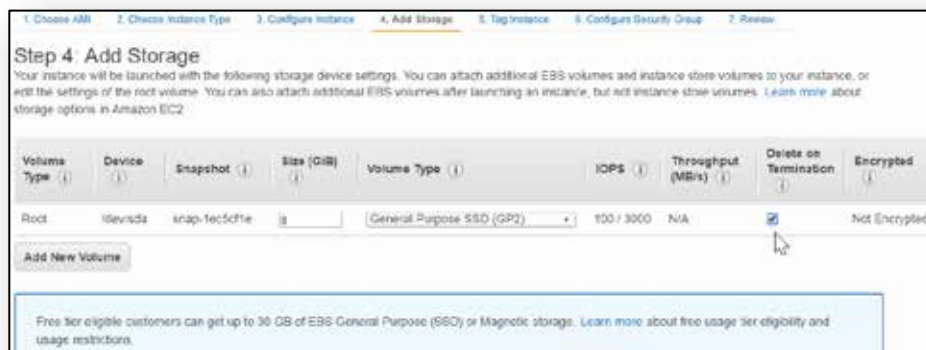 1. Choose AMI 2. Choose Instance Type 3. Configure Instance 4. Add Storage 5. Tag Instance 6. Configure Security Group 7. Review
Step 4: Add Storage
Your instance will be launched with the following storage device settings. You can attach additional EBS volumes and instance store volumes to your instance, or
edit the settings of the root volume. You can also attach additional EBS volumes after launching an instance, but not instance store volumes. Learn more about
storage options in Amazon EC2
Volume Type Device Snapshot Size (GiB) Volume Type IOPS Throughput (MB/s) Delete on Termination Encrypted
Root General Purpose SSD (GP2) 100 / 3000 N/A Not Encrypted
Add New Volume
Free tier eligible customers can get up to 30 GB of EBS General Purpose (SSD) or Magnetic storage. Learn more about free usage tier eligibility and
usage restrictions.